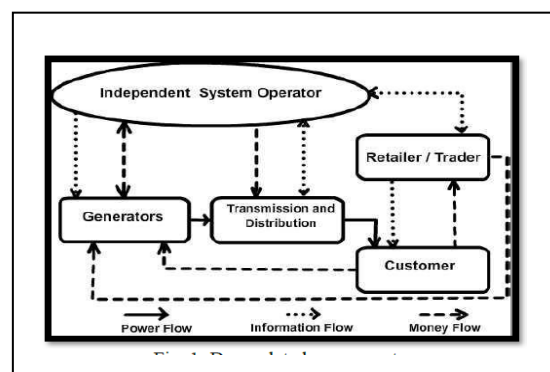 Independent System Operator
Retailer / Trader
Generators
Transmission and
Distribution
Customer
Power Flow
Information Flow
Money Flow